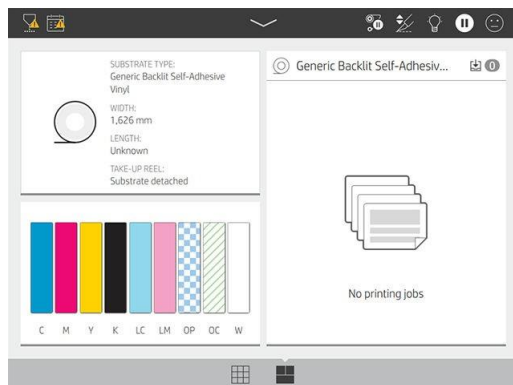 SUBSTRATE TYPE:
Generic Backlit Self-Adhesive
Vinyl
WIDTH:
1,626 mm
LENGTH:
Unknown
TAKE-UP REEL:
Substrate detached
Generic Backlit Self-Adhesiv...
0
No printing jobs
C M Y K LC LM OP OC W